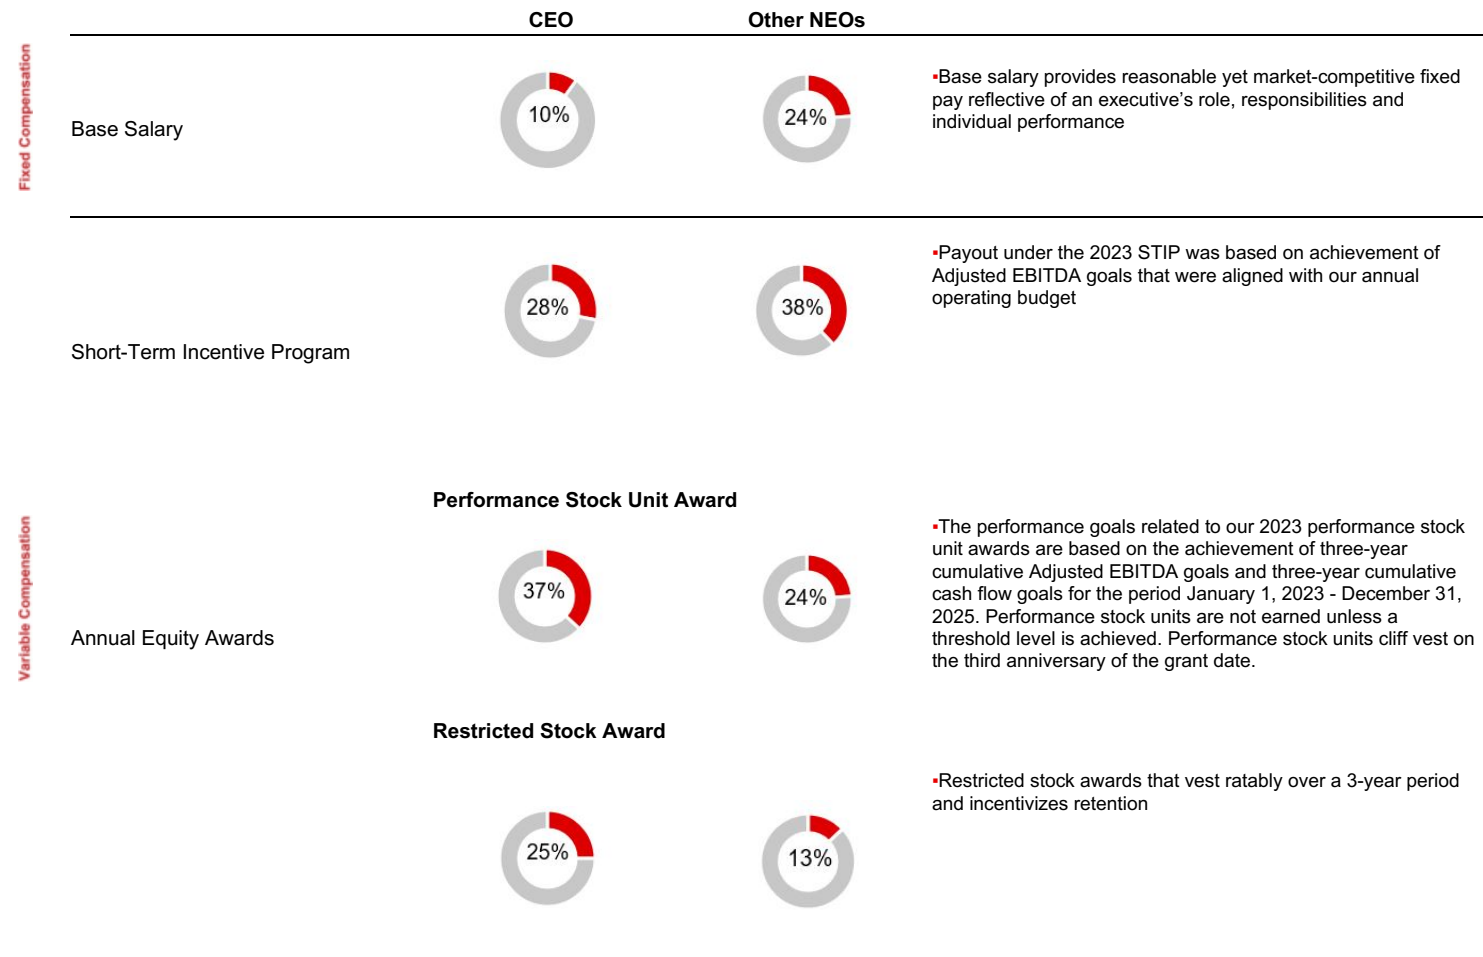 CEO Other NEOs
Fixed Compensation
Base Salary
10%
24%
▪Base salary provides reasonable yet market-competitive fixed
pay reflective of an executive’s role, responsibilities and
individual performance
Short-Term Incentive Program
28%
38%
▪Payout under the 2023 STIP was based on achievement of
Adjusted EBITDA goals that were aligned with our annual
operating budget
Variable Compensation
Annual Equity Awards
Performance Stock Unit Award
37%
24%
▪The performance goals related to our 2023 performance stock
unit awards are based on the achievement of three-year
cumulative Adjusted EBITDA goals and three-year cumulative
cash flow goals for the period January 1, 2023 - December 31,
2025. Performance stock units are not earned unless a
threshold level is achieved. Performance stock units cliff vest on
the third anniversary of the grant date.
Restricted Stock Award
25%
13%
▪Restricted stock awards that vest ratably over a 3-year period
and incentivizes retention